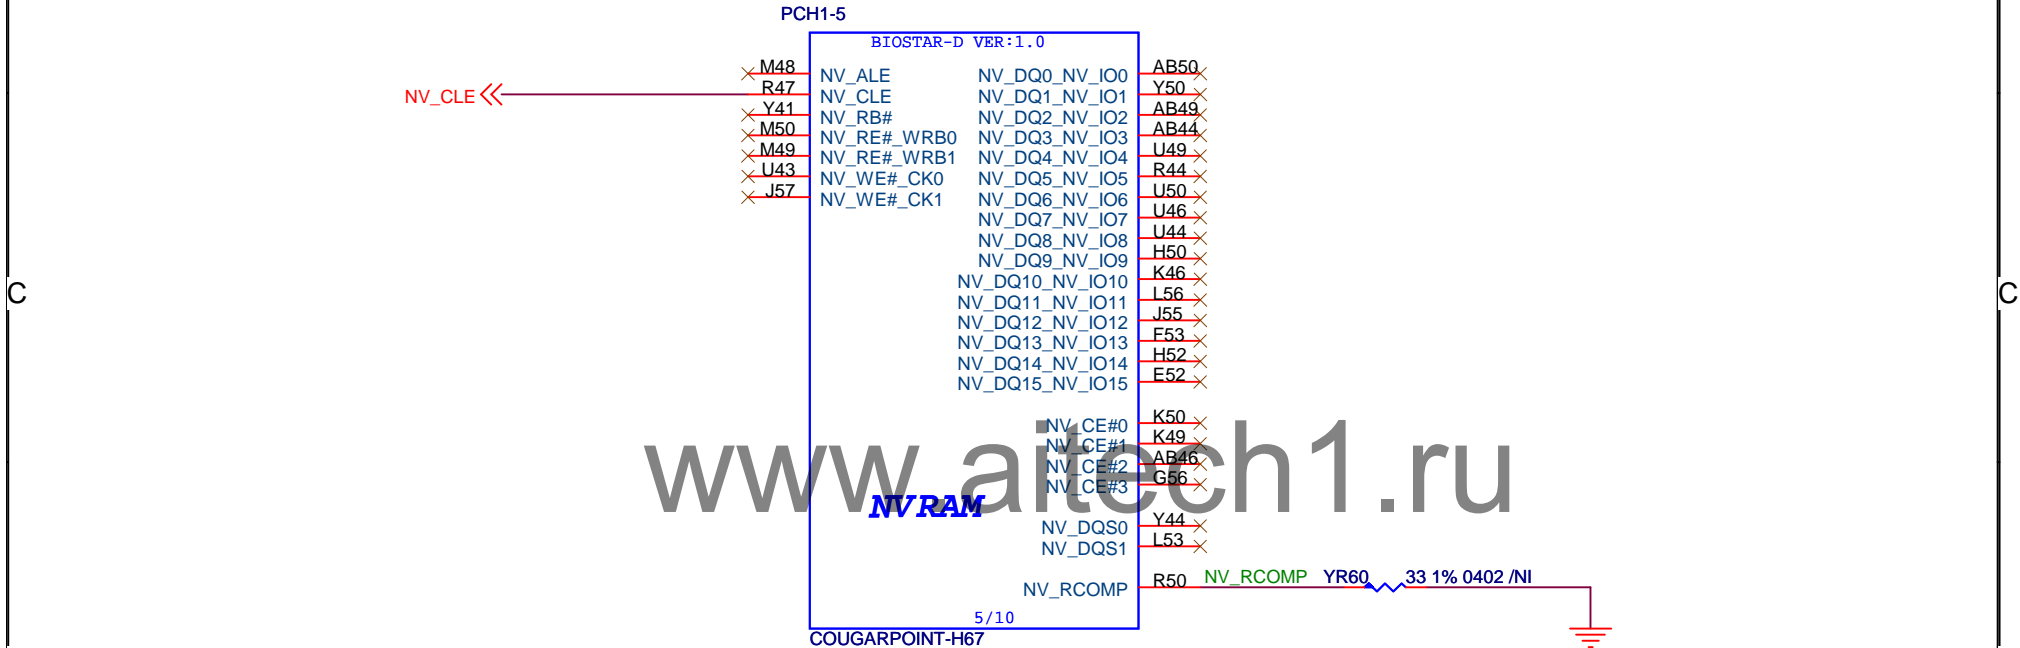 PCH1-5
BIOSTAR-D VER:1.0
M48 NV_ALE NV_DQ0_NV_IO0 AB50
NV_CLE R47 NV_CLE NV_DQ1_NV_IO1 Y50
Y41 NV_RB# NV_DQ2_NV_IO2 AB49
M50 NV_RE#_WRB0 NV_DQ3_NV_IO3 AB44
M49 NV_RE#_WRB1 NV_DQ4_NV_IO4 U49
U43 NV_WE#_CK0 NV_DQ5_NV_IO5 R44
J57 NV_WE#_CK1 NV_DQ6_NV_IO6 U50
NV_DQ7_NV_IO7 U46
NV_DQ8_NV_IO8 U44
NV_DQ9_NV_IO9 H50
NV_DQ10_NV_IO10 K46
C NV_DQ11_NV_IO11 L56 C
NV_DQ12_NV_IO12 J55
NV_DQ13_NV_IO13 F53
NV_DQ14_NV_IO14 H52
NV_DQ15_NV_IO15 E52
NV_CE#0 K50
NV_CE#1 K49
NV_CE#2 AB46
NV_CE#3 G56
www.aitech1.ru
NVRAM
NV_DQS0 Y44
NV_DQS1 L53
NV_RCOMP R50 NV_RCOMP YR60 33 1% 0402 /NI
5/10
COUGARPOINT-H67